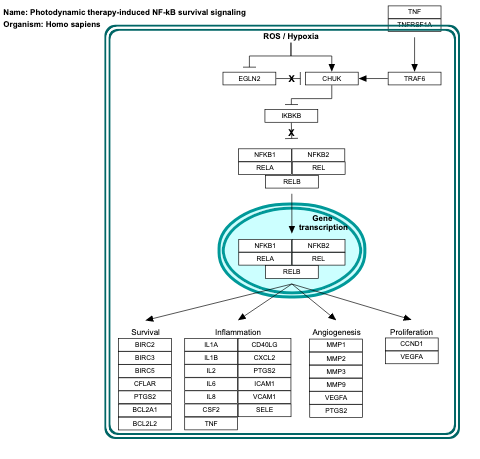 Name: Photodynamic therapy-induced NF-kB survival signaling
Organism: Homo sapiens
TNF
TNFRSF1A
ROS / Hypoxia
EGLN2
X
CHUK
TRAF6
IKBKB
X
NFKB1
NFKB2
RELA
REL
RELB
Gene
transcription
NFKB1
NFKB2
RELA
REL
RELB
Survival
BIRC2
BIRC3
BIRC5
CFLAR
PTGS2
BCL2A1
BCL2L2
Inflammation
IL1A
CD40LG
IL1B
CXCL2
IL2
PTGS2
IL6
ICAM1
IL8
VCAM1
CSF2
SELE
TNF
Angiogenesis
MMP1
MMP2
MMP3
MMP9
VEGFA
PTGS2
Proliferation
CCND1
VEGFA